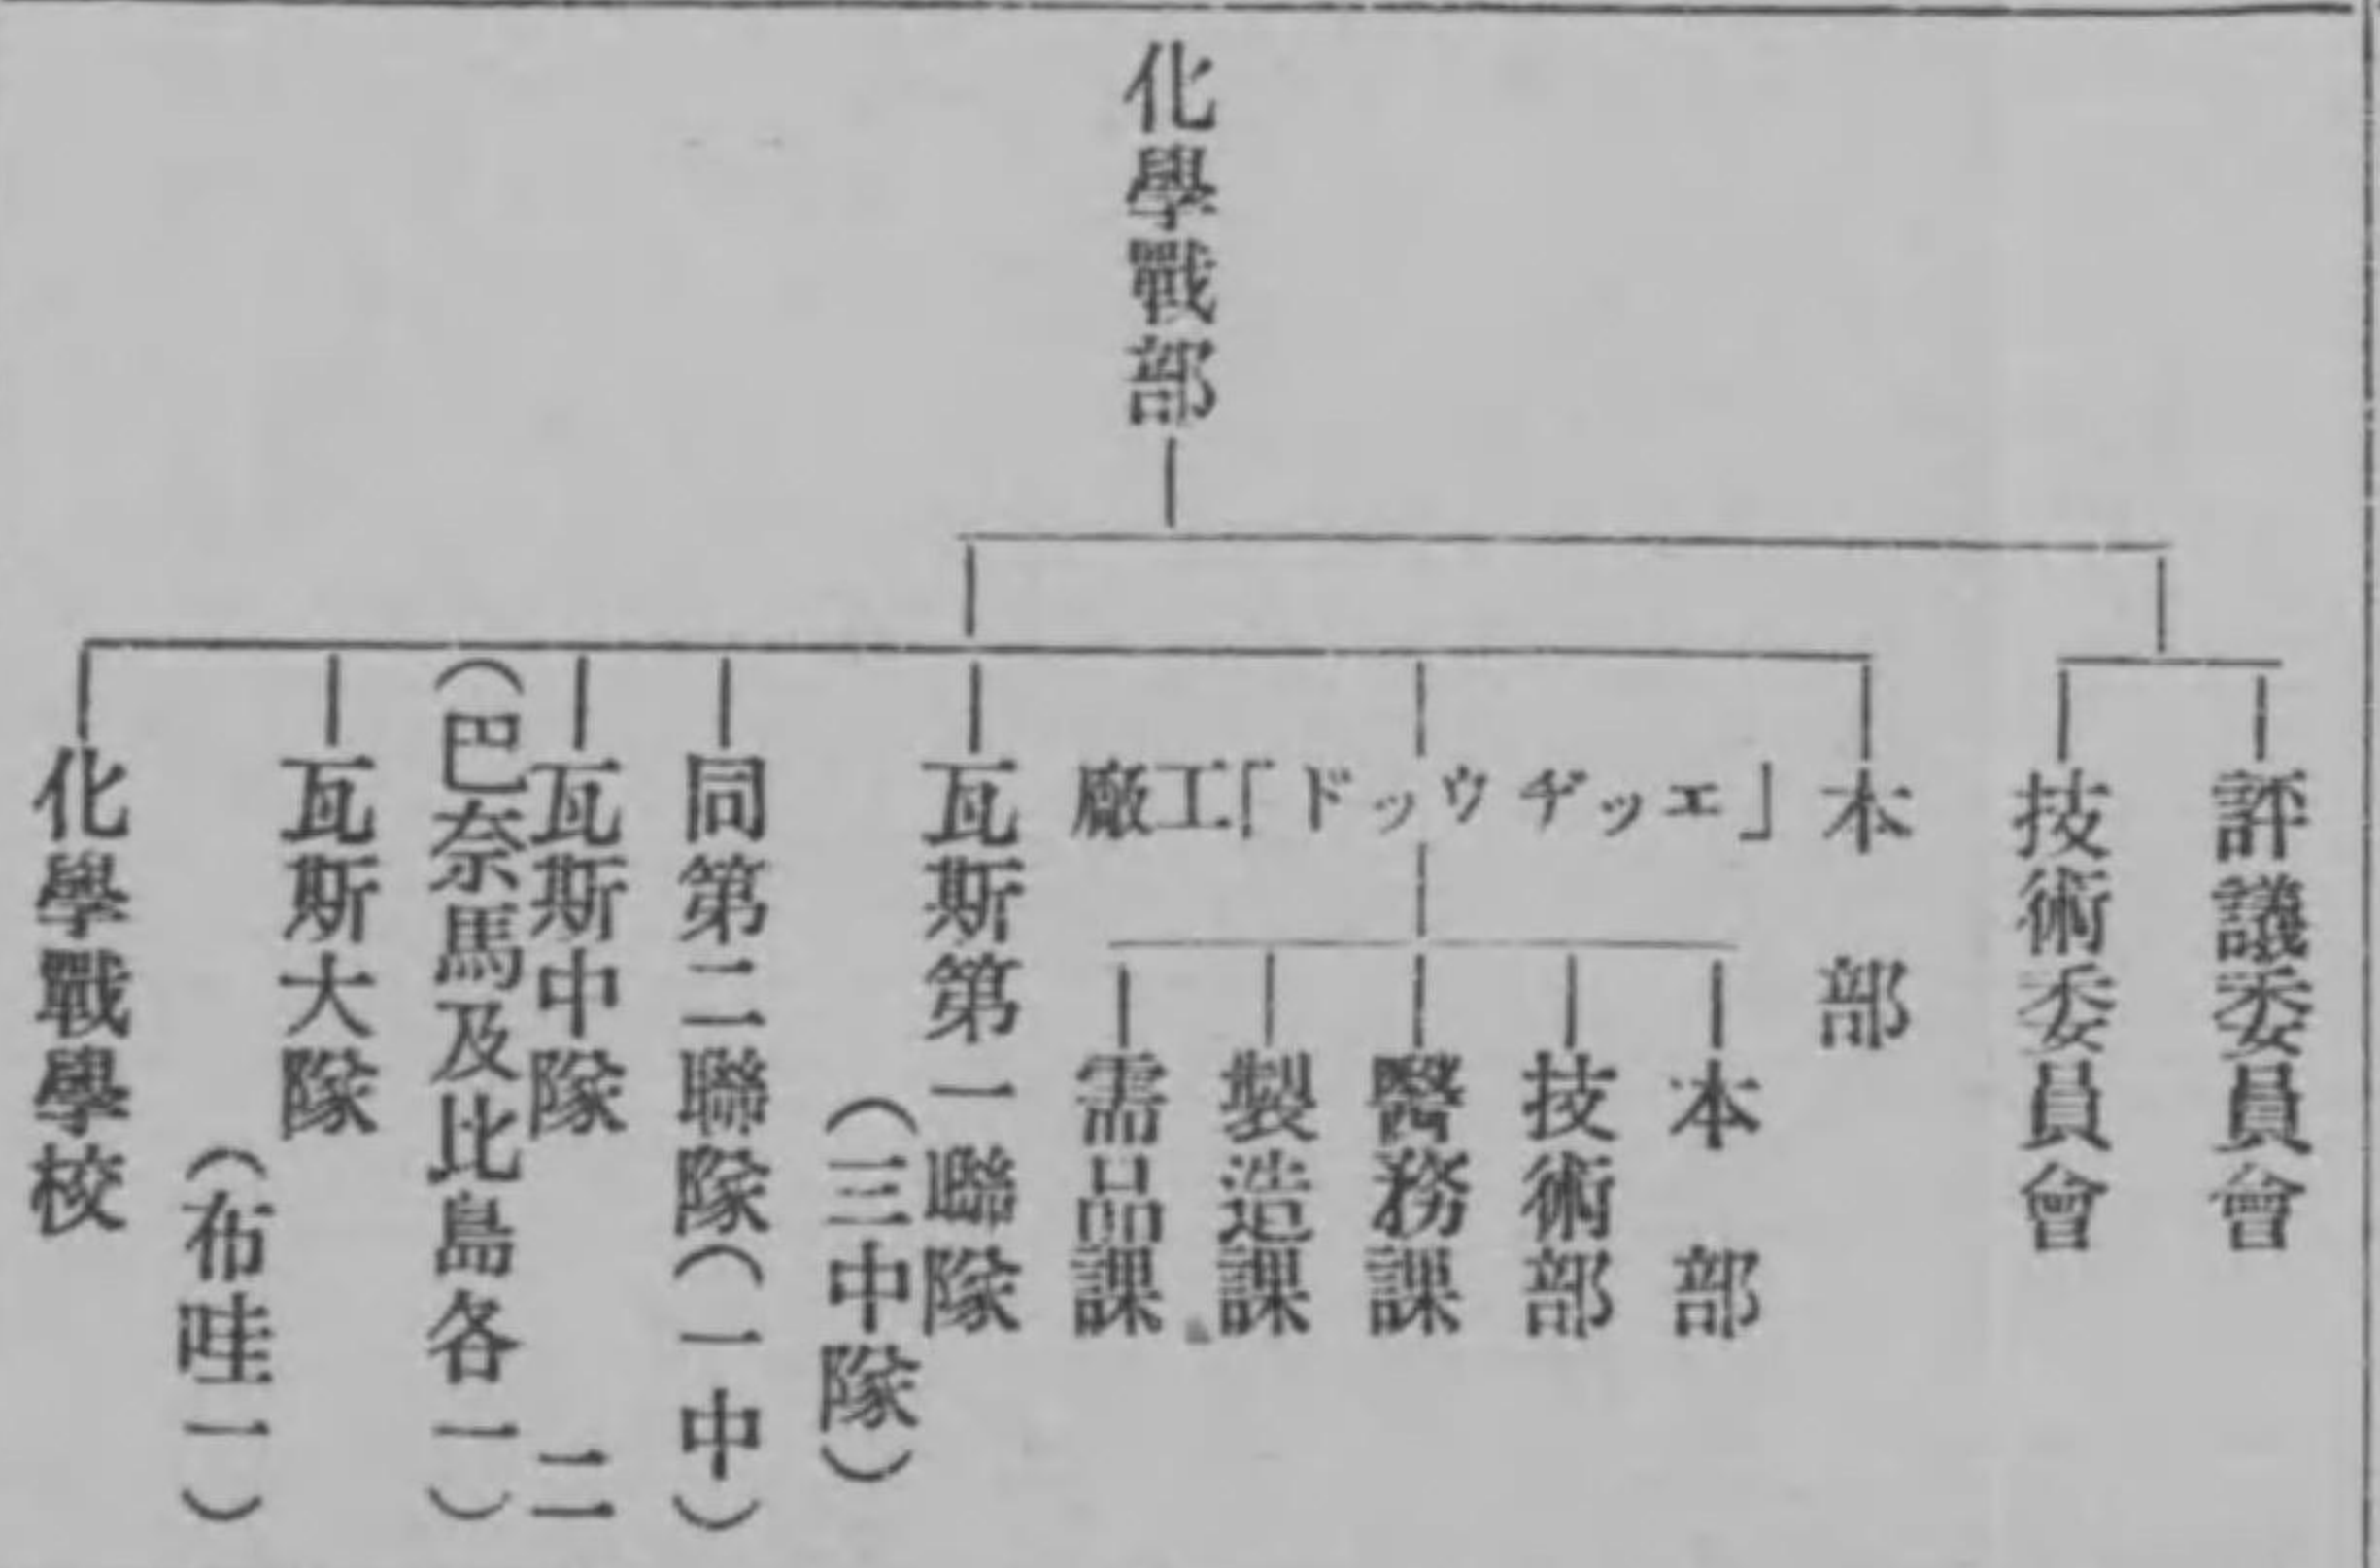 化學戰部
評議委員會
技術委員會
本部
「エッヂウッド」工廠
本部
技術部
醫務課
製造課
需品課
瓦斯第一聯隊
（三中隊）
同第二聯隊（一中）
瓦斯中隊 二
（巴奈馬及比島各一）
瓦斯大隊
（布哇一）
化學戰學校